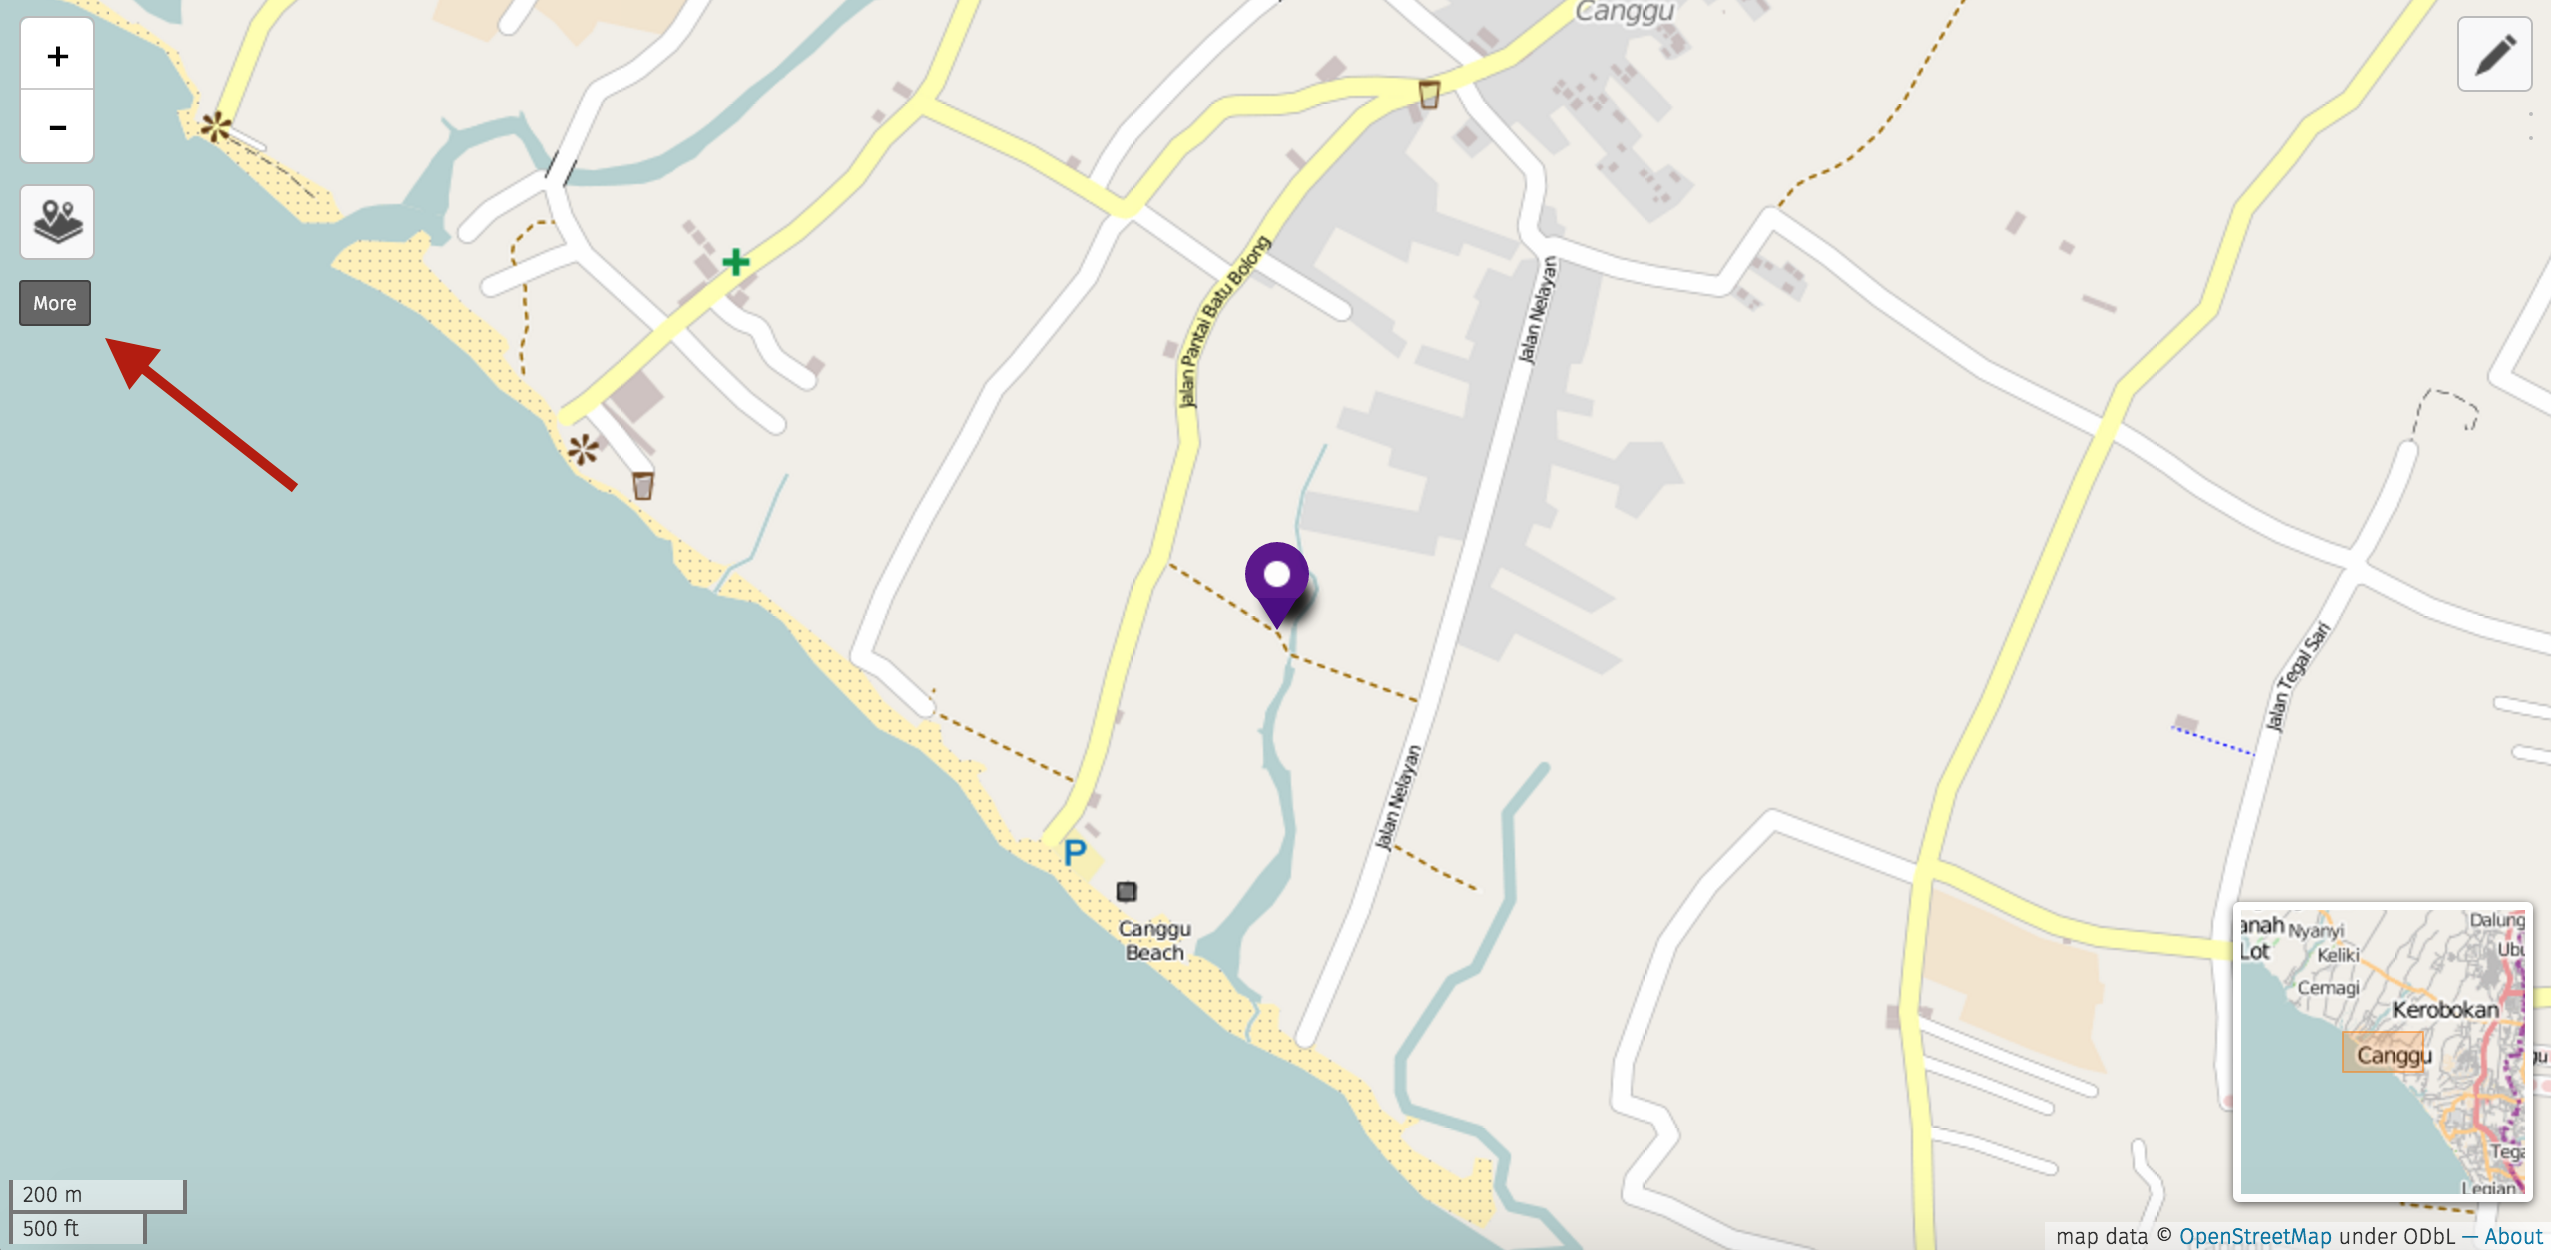 Canggu
+
-
More
Jalan Pantai Batu Bolong
Jalan Nelayan
Jalan Nelayan
Jalan Tegal Sari
P
Canggu
Beach
anah
Lot
Nyanyi
Keliki
Cemagi
Dalung
Ubu
Kerobokan
Canggu
Tega
Legian
200 m
500 ft
map data © OpenStreetMap under ODbL — About